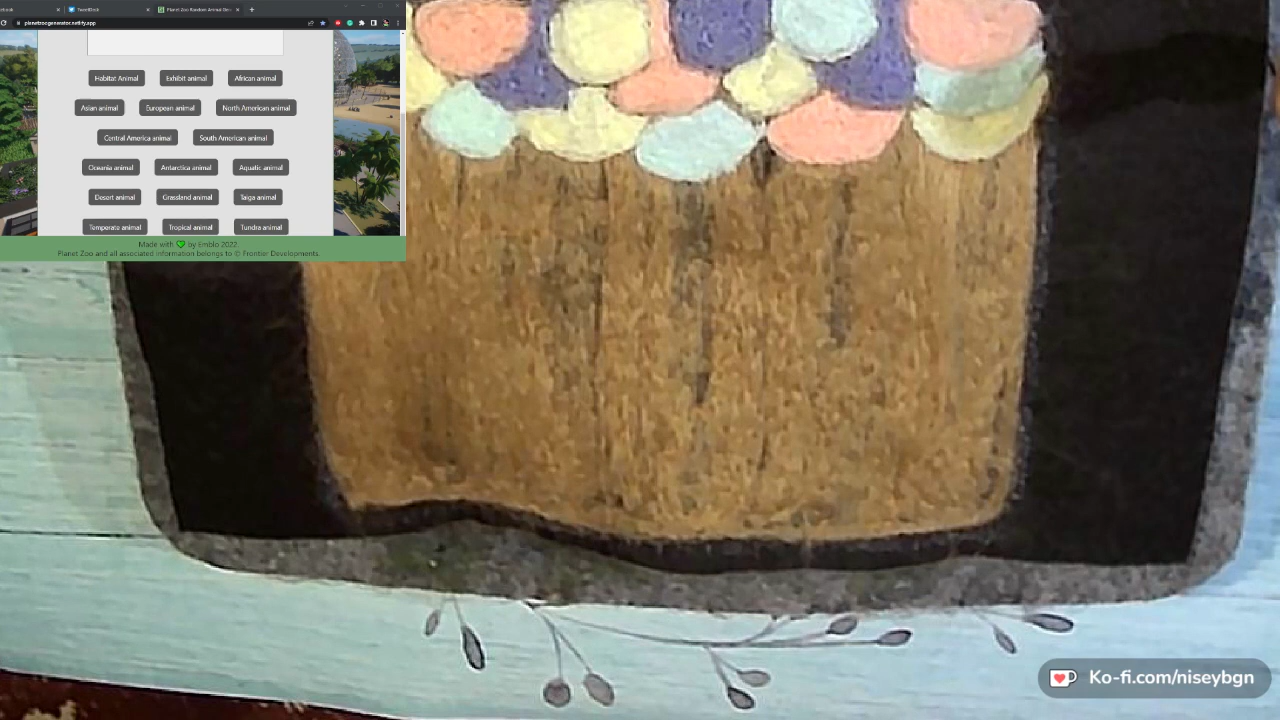 TweetDeck
Planet Zoo Random Animal Gen
planetzoogenerator.netlify.app
Habitat Animal Exhibit animal African animal
Asian animal European animal North American animal
Central America animal South American animal
Oceania animal Antarctica animal Aquatic animal
Desert animal Grassland animal Taiga animal
Temperate animal Tropical animal Tundra animal
Made with 💚 by Emblo 2022.
Planet Zoo and all associated information belongs to © Frontier Developments.
Ko-fi.com/niseybgn